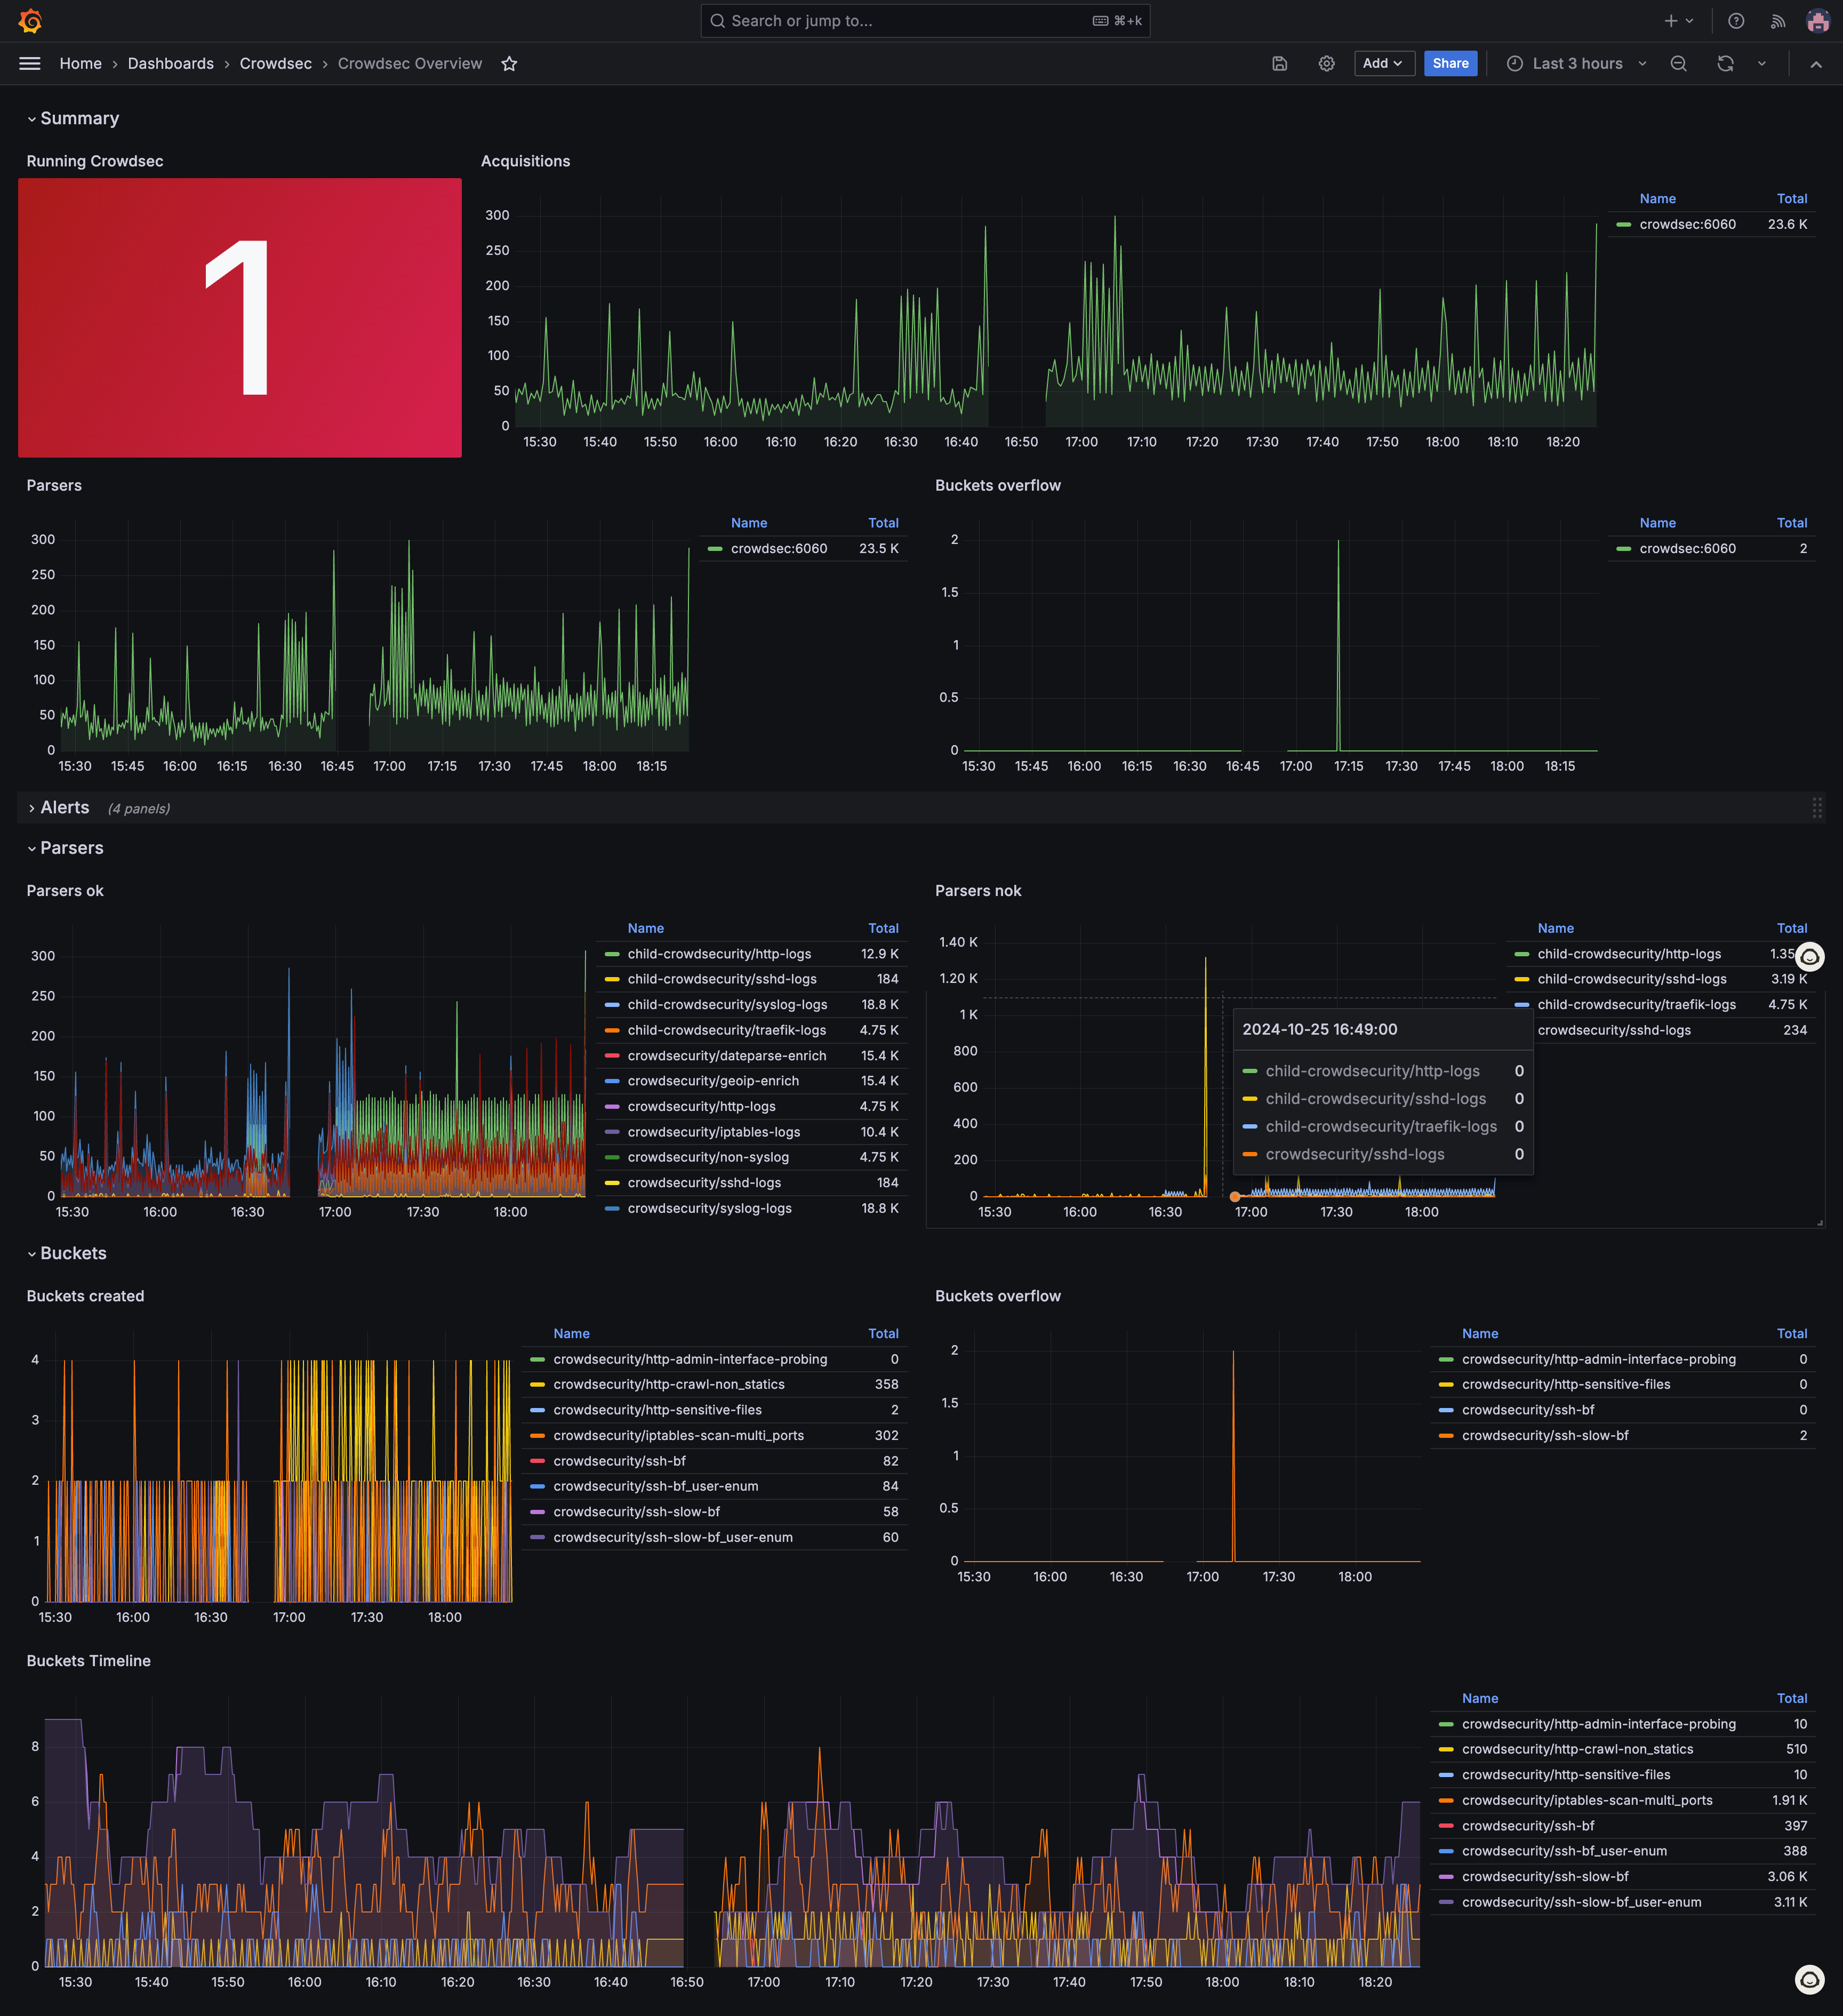 Search or jump to...
⌘+k
Home › Dashboards › Crowdsec › Crowdsec Overview
Add
Share
Last 3 hours
Summary
Running Crowdsec
1
Acquisitions
300
250
200
150
100
50
0
15:30 15:40 15:50 16:00 16:10 16:20 16:30 16:40 16:50 17:00 17:10 17:20 17:30 17:40 17:50 18:00 18:10 18:20
Name Total
crowdsec:6060 23.6 K
Parsers
300
250
200
150
100
50
0
15:30 15:45 16:00 16:15 16:30 16:45 17:00 17:15 17:30 17:45 18:00 18:15
Name Total
crowdsec:6060 23.5 K
Buckets overflow
2
1.5
1
0.5
0
15:30 15:45 16:00 16:15 16:30 16:45 17:00 17:15 17:30 17:45 18:00 18:15
Name Total
crowdsec:6060 2
Alerts (4 panels)
Parsers
Parsers ok
300
250
200
150
100
50
0
15:30 16:00 16:30 17:00 17:30 18:00
Name Total
child-crowdsecurity/http-logs 12.9 K
child-crowdsecurity/sshd-logs 184
child-crowdsecurity/syslog-logs 18.8 K
child-crowdsecurity/traefik-logs 4.75 K
crowdsecurity/dateparse-enrich 15.4 K
crowdsecurity/geoip-enrich 15.4 K
crowdsecurity/http-logs 4.75 K
crowdsecurity/iptables-logs 10.4 K
crowdsecurity/non-syslog 4.75 K
crowdsecurity/sshd-logs 184
crowdsecurity/syslog-logs 18.8 K
Parsers nok
1.40 K
1.20 K
1 K
800
600
400
200
0
15:30 16:00 16:30 17:00 17:30 18:00
Name Total
child-crowdsecurity/http-logs 1.35
child-crowdsecurity/sshd-logs 3.19 K
child-crowdsecurity/traefik-logs 4.75 K
crowdsecurity/sshd-logs 234
2024-10-25 16:49:00
child-crowdsecurity/http-logs 0
child-crowdsecurity/sshd-logs 0
child-crowdsecurity/traefik-logs 0
crowdsecurity/sshd-logs 0
Buckets
Buckets created
4
3
2
1
0
15:30 16:00 16:30 17:00 17:30 18:00
Name Total
crowdsecurity/http-admin-interface-probing 0
crowdsecurity/http-crawl-non_statics 358
crowdsecurity/http-sensitive-files 2
crowdsecurity/iptables-scan-multi_ports 302
crowdsecurity/ssh-bf 82
crowdsecurity/ssh-bf_user-enum 84
crowdsecurity/ssh-slow-bf 58
crowdsecurity/ssh-slow-bf_user-enum 60
Buckets overflow
2
1.5
1
0.5
0
15:30 16:00 16:30 17:00 17:30 18:00
Name Total
crowdsecurity/http-admin-interface-probing 0
crowdsecurity/http-sensitive-files 0
crowdsecurity/ssh-bf 0
crowdsecurity/ssh-slow-bf 2
Buckets Timeline
8
6
4
2
0
15:30 15:40 15:50 16:00 16:10 16:20 16:30 16:40 16:50 17:00 17:10 17:20 17:30 17:40 17:50 18:00 18:10 18:20
Name Total
crowdsecurity/http-admin-interface-probing 10
crowdsecurity/http-crawl-non_statics 510
crowdsecurity/http-sensitive-files 10
crowdsecurity/iptables-scan-multi_ports 1.91 K
crowdsecurity/ssh-bf 397
crowdsecurity/ssh-bf_user-enum 388
crowdsecurity/ssh-slow-bf 3.06 K
crowdsecurity/ssh-slow-bf_user-enum 3.11 K